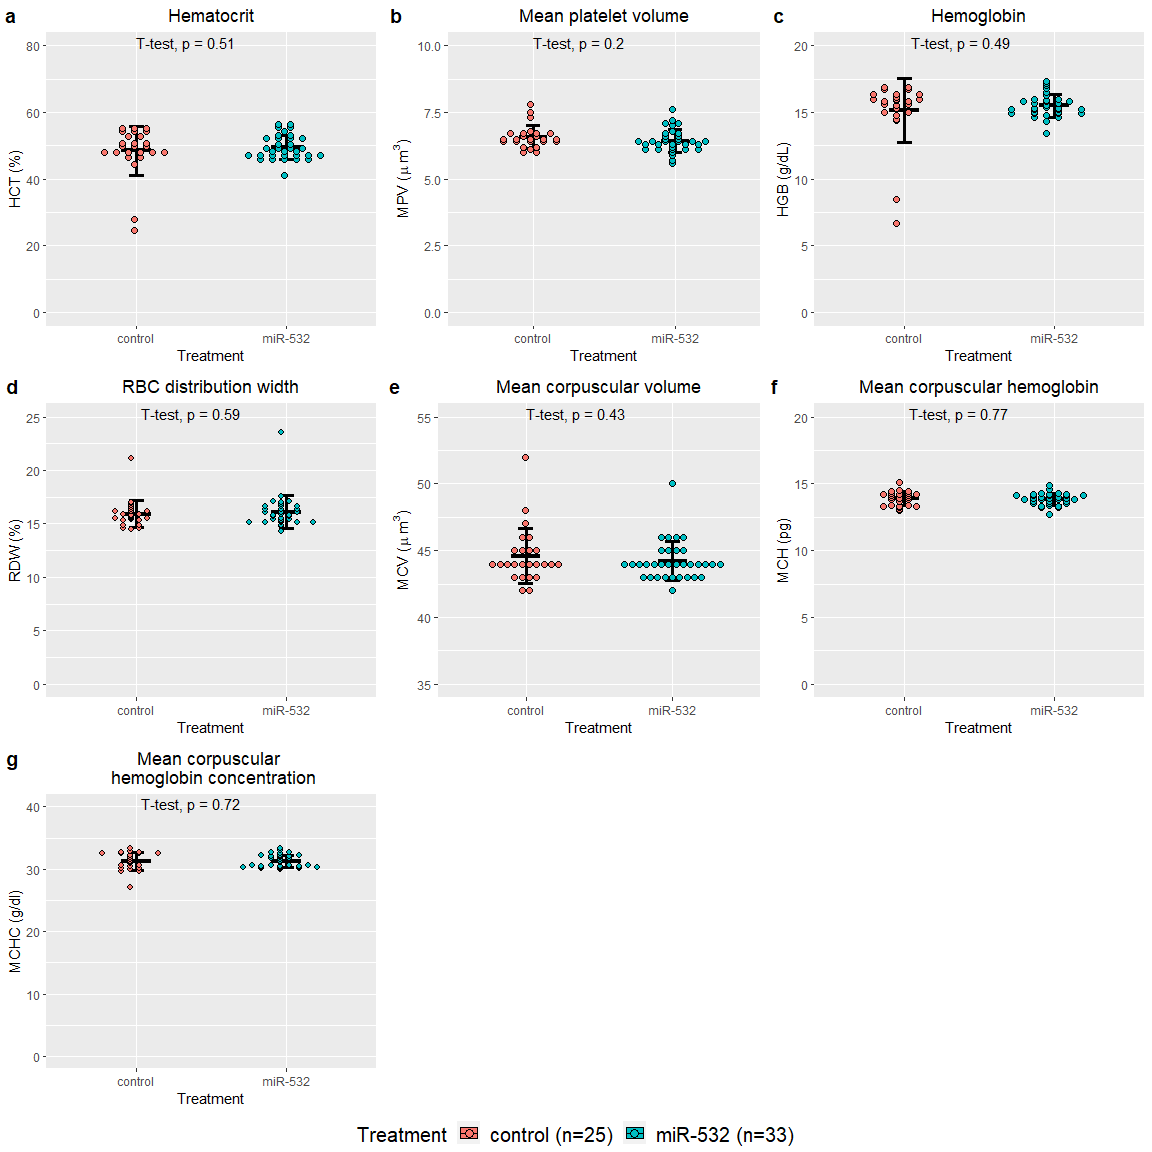 a Hematocrit
T-test, p = 0.51
80
60
40
20
0
HCT (%)
control miR-532
Treatment
b Mean platelet volume
T-test, p = 0.2
10.0
7.5
5.0
2.5
0.0
MPV (μm³)
control miR-532
Treatment
c Hemoglobin
T-test, p = 0.49
20
15
10
5
0
HGB (g/dL)
control miR-532
Treatment
d RBC distribution width
T-test, p = 0.59
25
20
15
10
5
0
RDW (%)
control miR-532
Treatment
e Mean corpuscular volume
T-test, p = 0.43
55
50
45
40
35
MCV (μm³)
control miR-532
Treatment
f Mean corpuscular hemoglobin
T-test, p = 0.77
20
15
10
5
0
MCH (pg)
control miR-532
Treatment
g Mean corpuscular
hemoglobin concentration
T-test, p = 0.72
40
30
20
10
0
MCHC (g/dl)
control miR-532
Treatment
Treatment control (n=25) miR-532 (n=33)